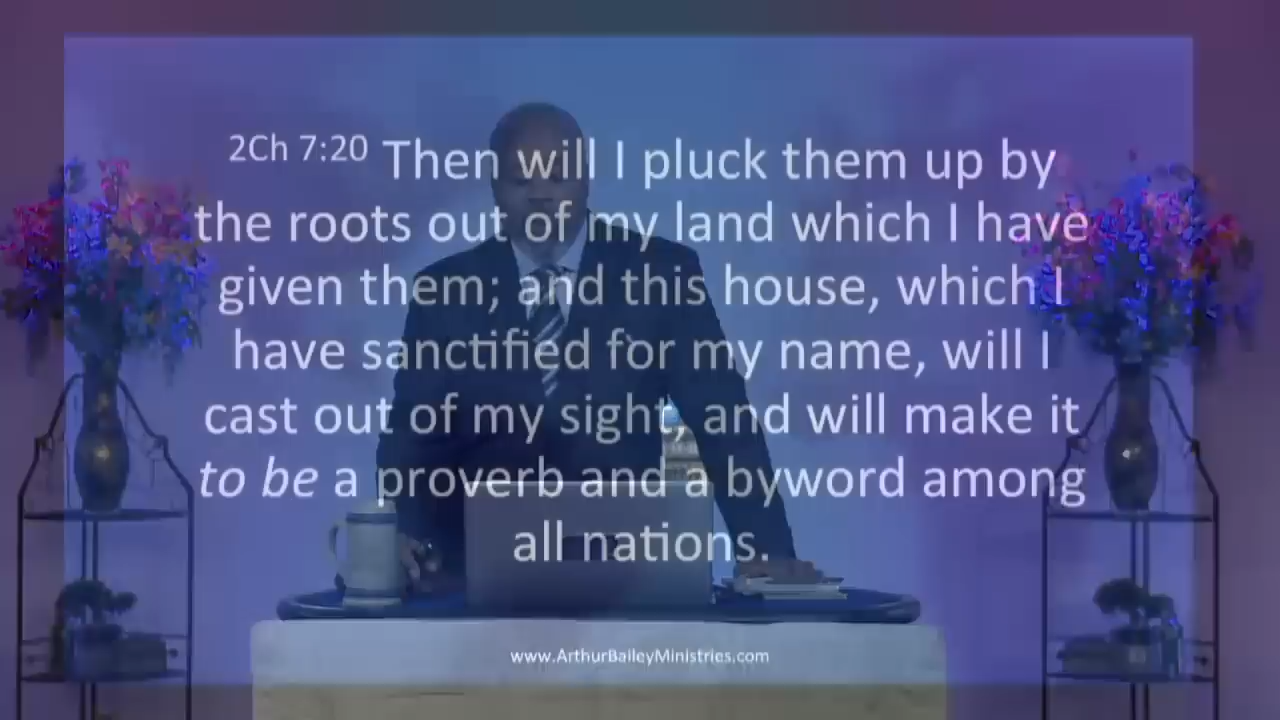 2Ch 7:20 Then will I pluck them up by
the roots out of my land which I have
given them; and this house, which I
have sanctified for my name, will I
cast out of my sight, and will make it
to be a proverb and a byword among
all nations.
www.ArthurBaileyMinistries.com